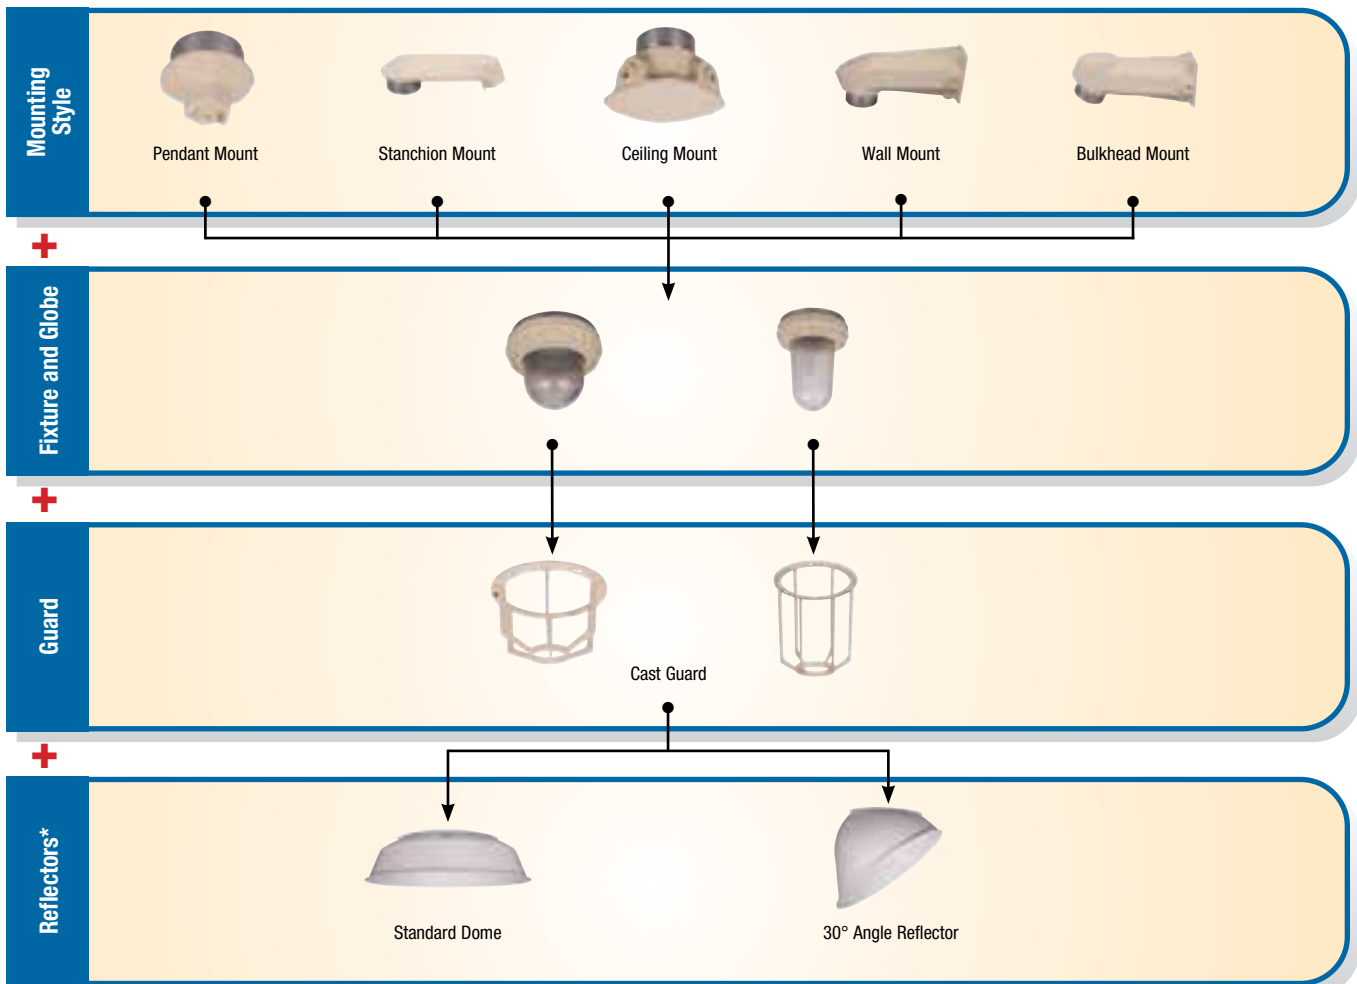 Mounting
Style
Pendant Mount
Stanchion Mount
Ceiling Mount
Wall Mount
Bulkhead Mount
+
Fixture and Globe
+
Guard
Cast Guard
+
Reflectors*
Standard Dome
30° Angle Reflector